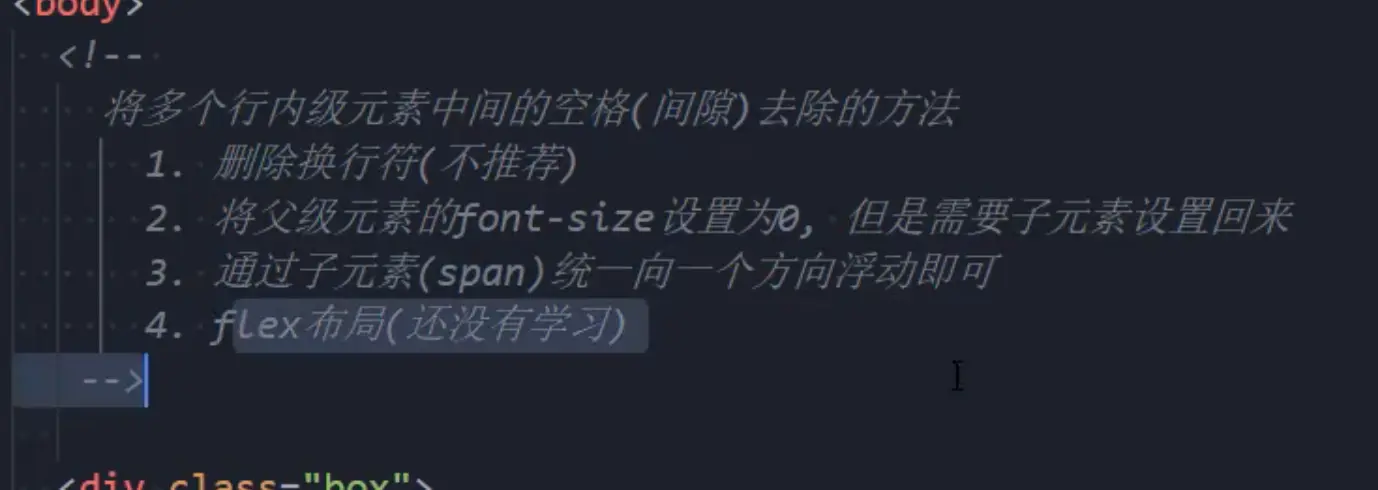 <body>
<!--
将多个行内级元素中间的空格(间隙)去除的方法
1. 删除换行符(不推荐)
2. 将父级元素的font-size设置为0, 但是需要子元素设置回来
3. 通过子元素(span)统一向一个方向浮动即可
4. flex布局(还没有学习)
-->
<div class="box">